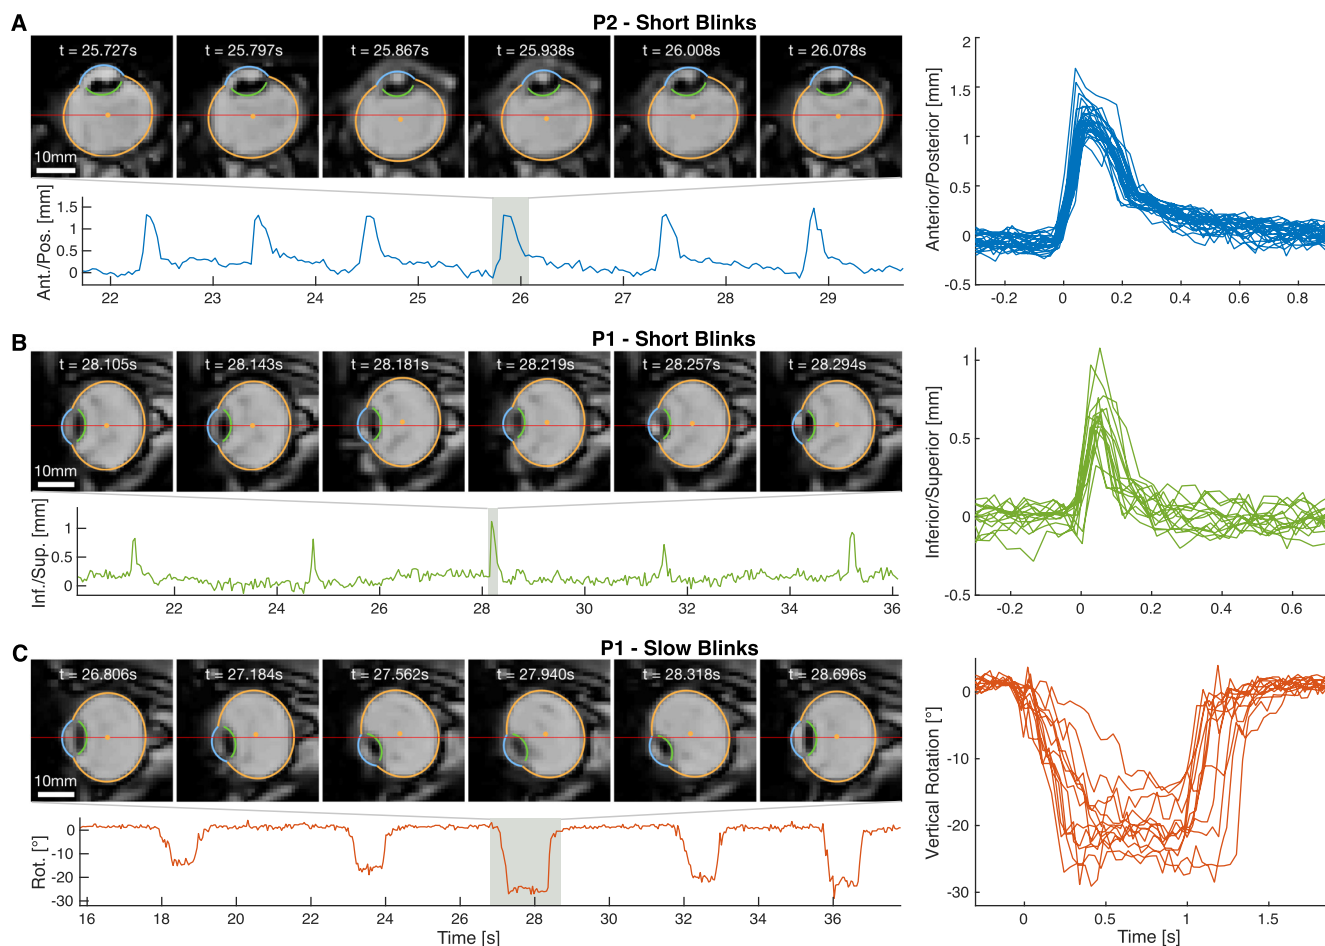 A
P2 - Short Blinks
t = 25.727s t = 25.797s t = 25.867s t = 25.938s t = 26.008s t = 26.078s
10mm
Ant./Pos. [mm]
1.5
0.5
0
22 23 24 25 26 27 28 29
Anterior/Posterior [mm]
2
1.5
1
0.5
0
-0.5
-0.2 0 0.2 0.4 0.6 0.8
B
P1 - Short Blinks
t = 28.105s t = 28.143s t = 28.181s t = 28.219s t = 28.257s t = 28.294s
10mm
Inf./Sup. [mm]
1
0.5
0
22 24 26 28 30 32 34 36
Inferior/Superior [mm]
1
0.5
0
-0.5
-0.2 0 0.2 0.4 0.6
C
P1 - Slow Blinks
t = 26.806s t = 27.184s t = 27.562s t = 27.940s t = 28.318s t = 28.696s
10mm
Rot. [°]
0
-10
-20
-30
16 18 20 22 24 26 28 30 32 34 36
Time [s]
Vertical Rotation [°]
0
-10
-20
-30
0 0.5 1 1.5
Time [s]